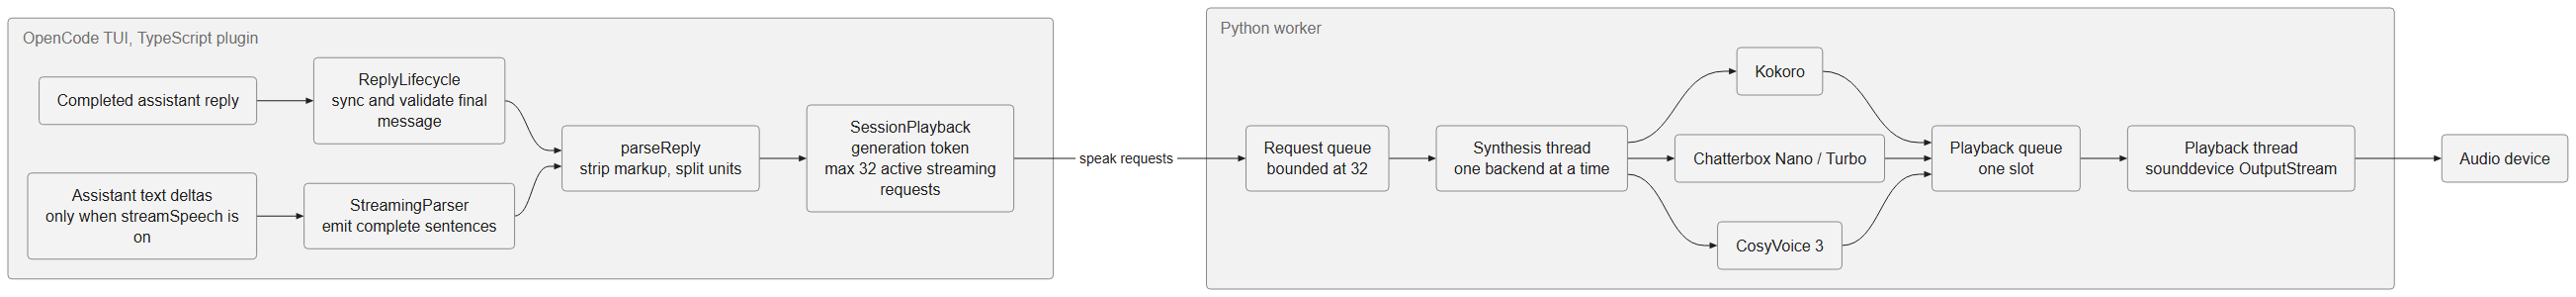 OpenCode TUI, TypeScript plugin
Completed assistant reply
ReplyLifecycle
sync and validate final
message
Assistant text deltas
only when streamSpeech is
on
StreamingParser
emit complete sentences
parseReply
strip markup, split units
SessionPlayback
generation token
max 32 active streaming
requests
speak requests
Python worker
Request queue
bounded at 32
Synthesis thread
one backend at a time
Kokoro
Chatterbox Nano / Turbo
CosyVoice 3
Playback queue
one slot
Playback thread
sounddevice OutputStream
Audio device